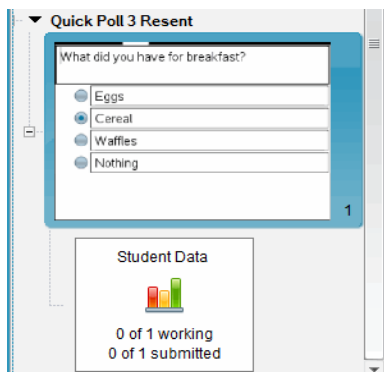 Quick Poll 3 Resent
What did you have for breakfast?
Eggs
Cereal
Waffles
Nothing
1
Student Data
0 of 1 working
0 of 1 submitted